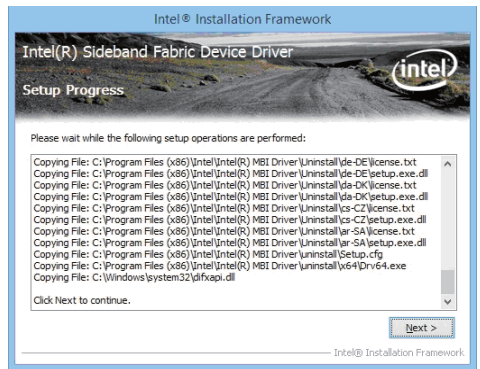 Intel® Installation Framework
Intel(R) Sideband Fabric Device Driver
Setup Progress
intel
Please wait while the following setup operations are performed:
Copying File: C:\Program Files (x86)\Intel\Intel(R) MBI Driver\Uninstall\de-DE\license.txt
Copying File: C:\Program Files (x86)\Intel\Intel(R) MBI Driver\Uninstall\de-DE\setup.exe.dll
Copying File: C:\Program Files (x86)\Intel\Intel(R) MBI Driver\Uninstall\da-DK\license.txt
Copying File: C:\Program Files (x86)\Intel\Intel(R) MBI Driver\Uninstall\da-DK\setup.exe.dll
Copying File: C:\Program Files (x86)\Intel\Intel(R) MBI Driver\Uninstall\cs-CZ\license.txt
Copying File: C:\Program Files (x86)\Intel\Intel(R) MBI Driver\Uninstall\cs-CZ\setup.exe.dll
Copying File: C:\Program Files (x86)\Intel\Intel(R) MBI Driver\Uninstall\ar-SA\license.txt
Copying File: C:\Program Files (x86)\Intel\Intel(R) MBI Driver\Uninstall\ar-SA\setup.exe.dll
Copying File: C:\Program Files (x86)\Intel\Intel(R) MBI Driver\uninstall\Setup.cfg
Copying File: C:\Program Files (x86)\Intel\Intel(R) MBI Driver\uninstall\x64\Drv64.exe
Copying File: C:\Windows\system32\difxapi.dll
Click Next to continue.
Next >
Intel® Installation Framework